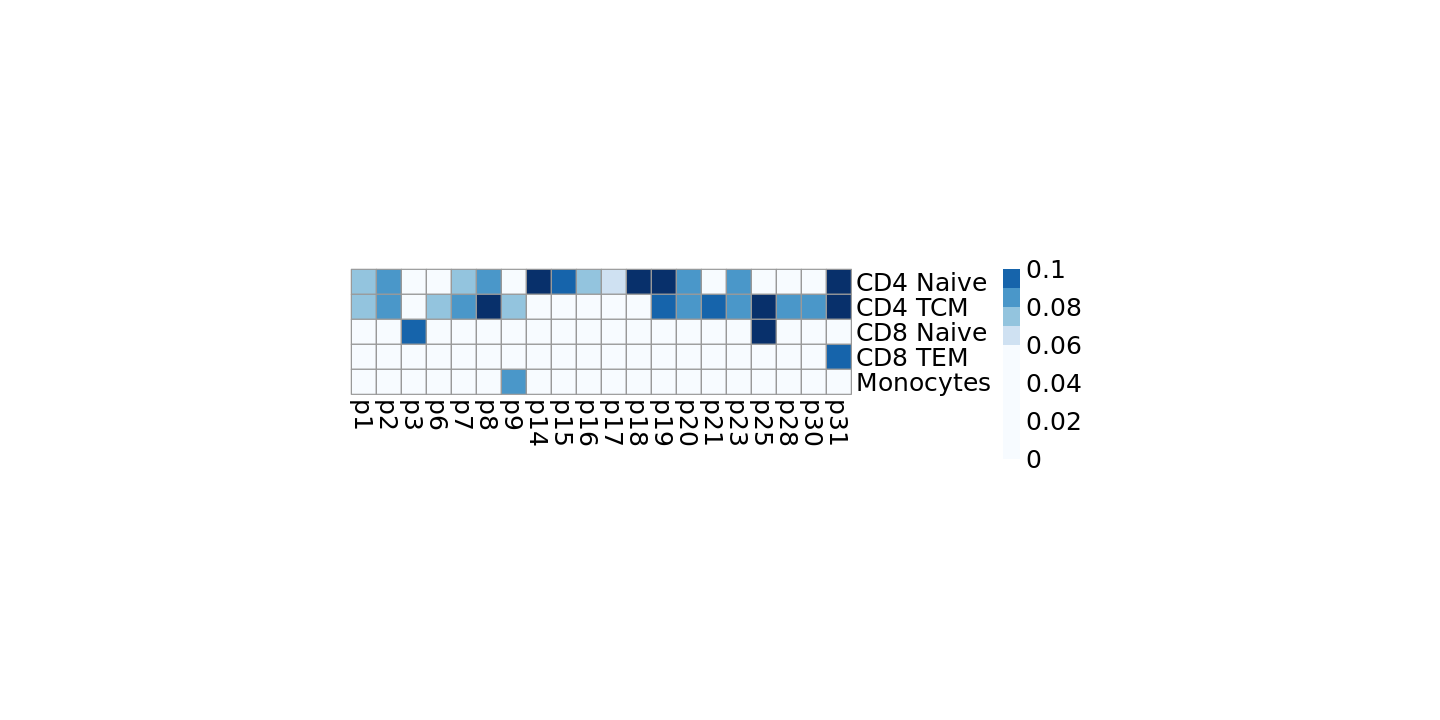 CD4 Naive
CD4 TCM
CD8 Naive
CD8 TEM
Monocytes
0.1
0.08
0.06
0.04
0.02
0
p1
p2
p3
p6
p7
p8
p9
p14
p15
p16
p17
p18
p19
p20
p21
p23
p25
p28
p30
p31